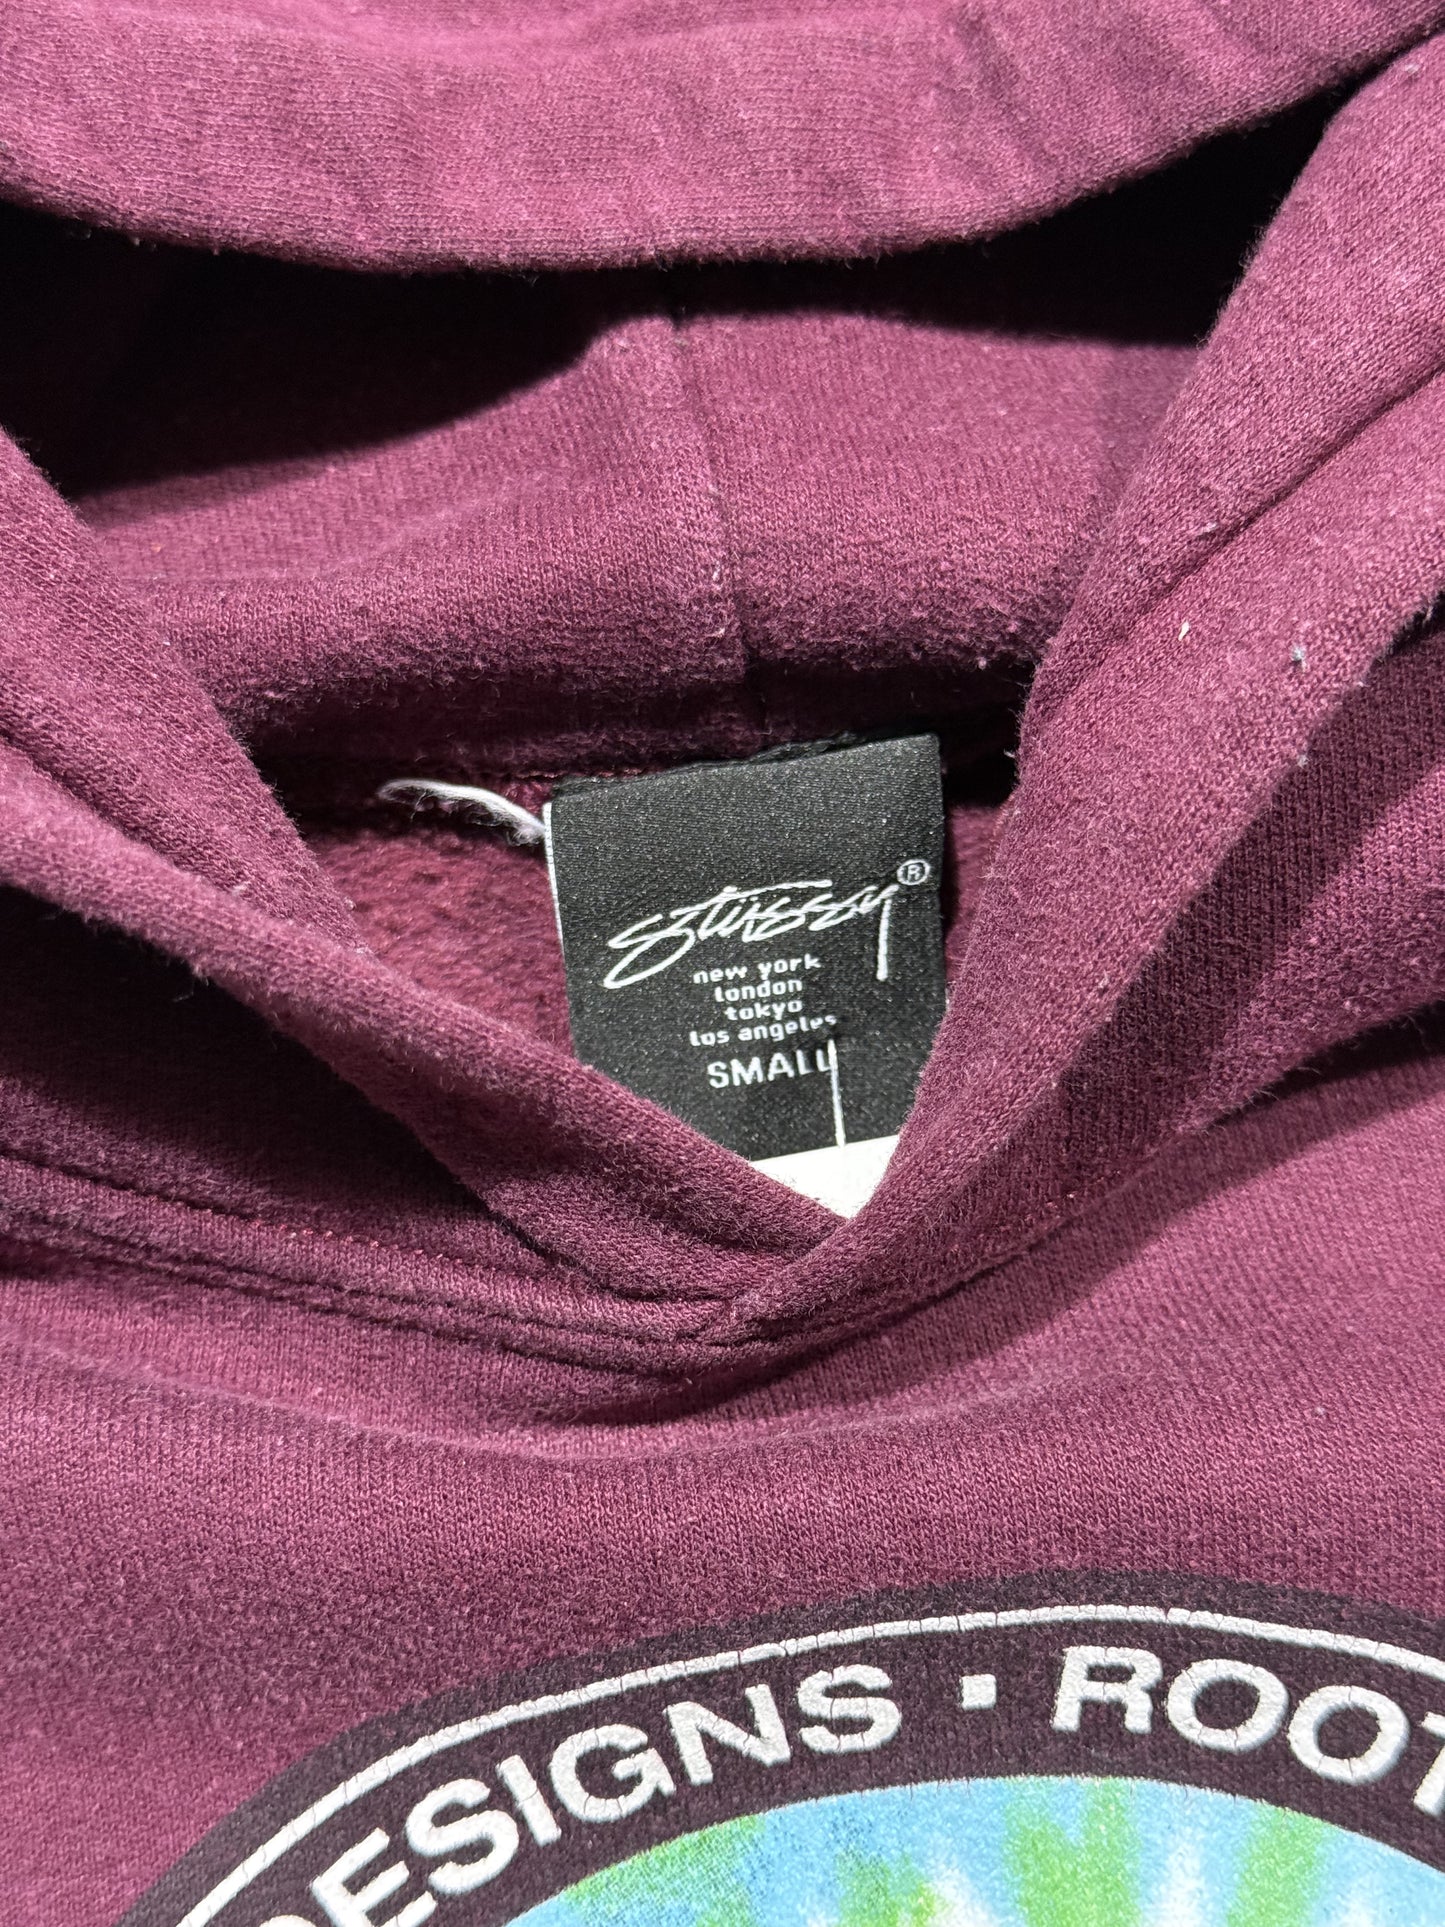 Stüssy®
new york
london
tokyo
los angeles
SMALL
DESIGNS · ROOT